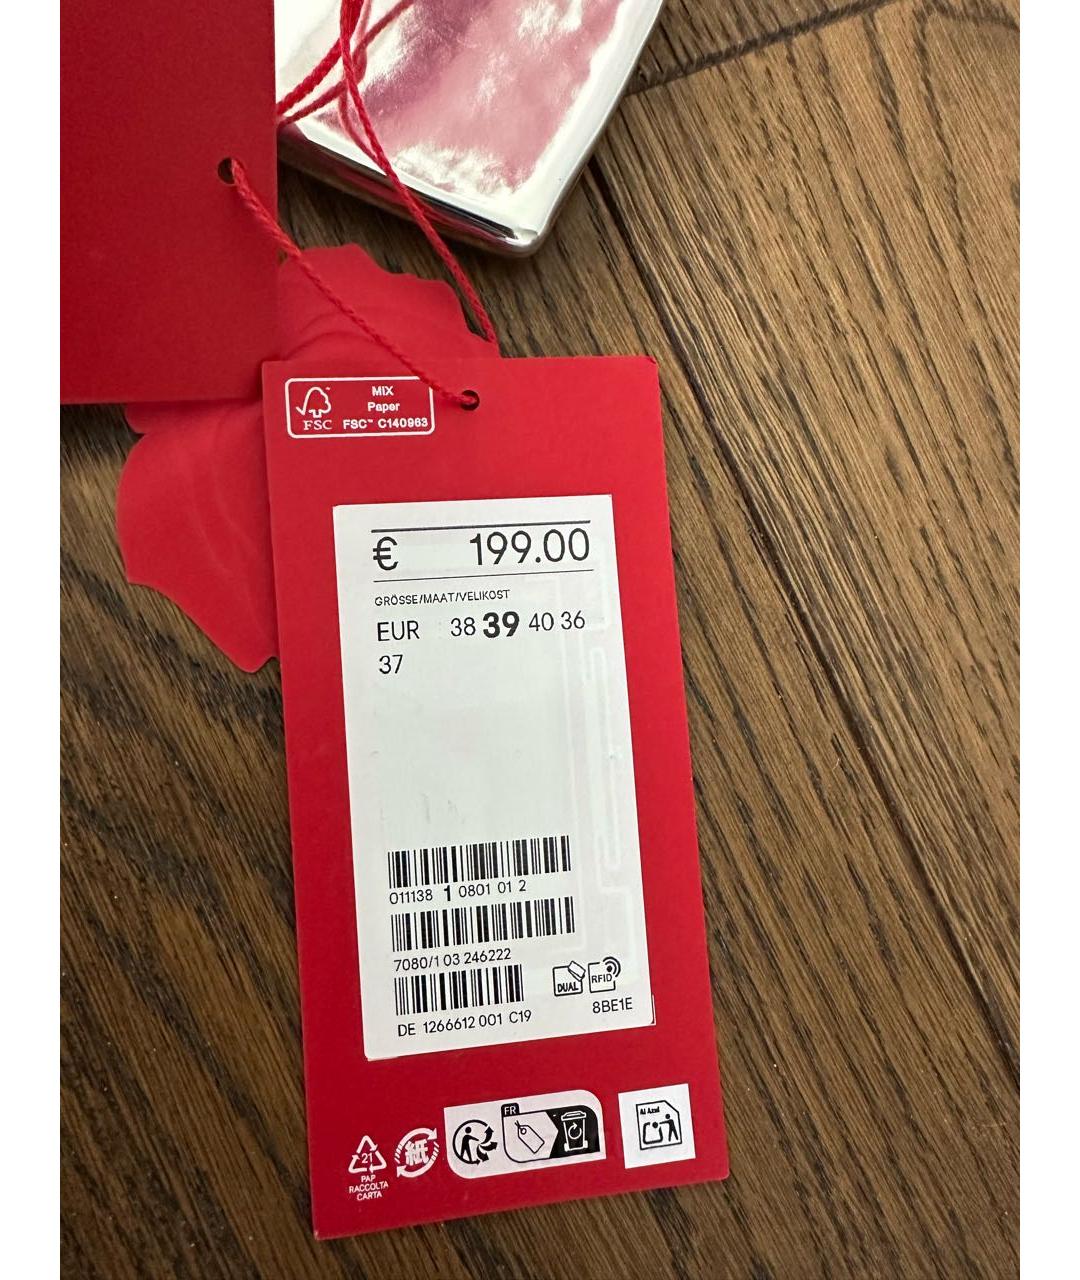 MIX
Paper
FSC™ C140963
FSC
€ 199.00
GRÖSSE/MAAT/VELIKOST
EUR 38 39 40 36
37
011138 1 0801 01 2
7080/1 03 246222
DUAL
RFID
8BE1E
DE 1266612 001 C19
FR
Al Azul
21
PAP
RACCOLTA
CARTA
紙